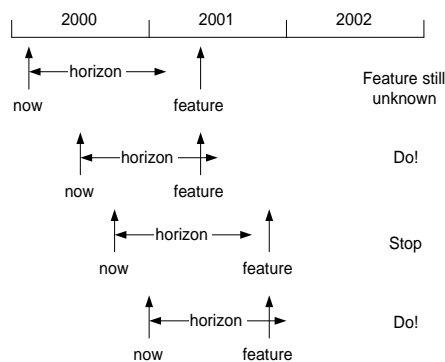 2000 2001 2002
horizon
now feature
Feature still
unknown
horizon
now feature
Do!
horizon
now feature
Stop
horizon
now feature
Do!